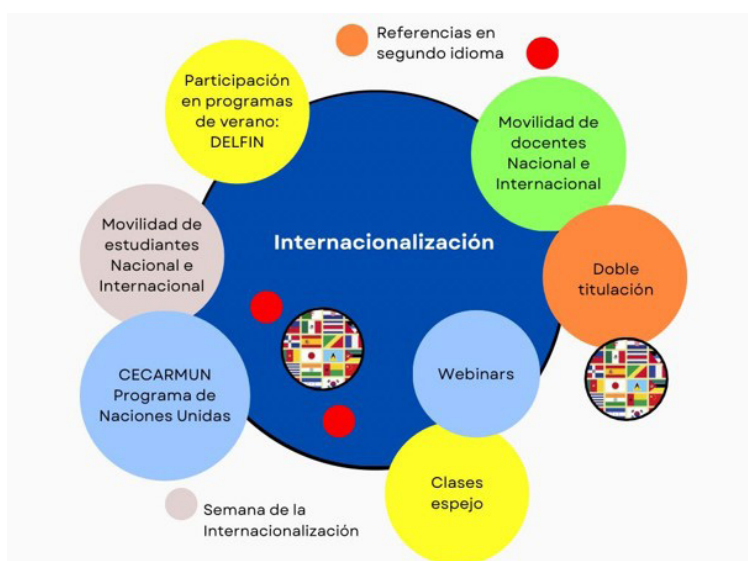 Referencias en
segundo idioma
Participación
en programas
de verano:
DELFIN
Movilidad de
docentes
Nacional e
Internacional
Movilidad de
estudiantes
Nacional e
Internacional
Internacionalización
Doble
titulación
CECARMUN
Programa de
Naciones Unidas
Webinars
Clases
espejo
Semana de la
Internacionalización